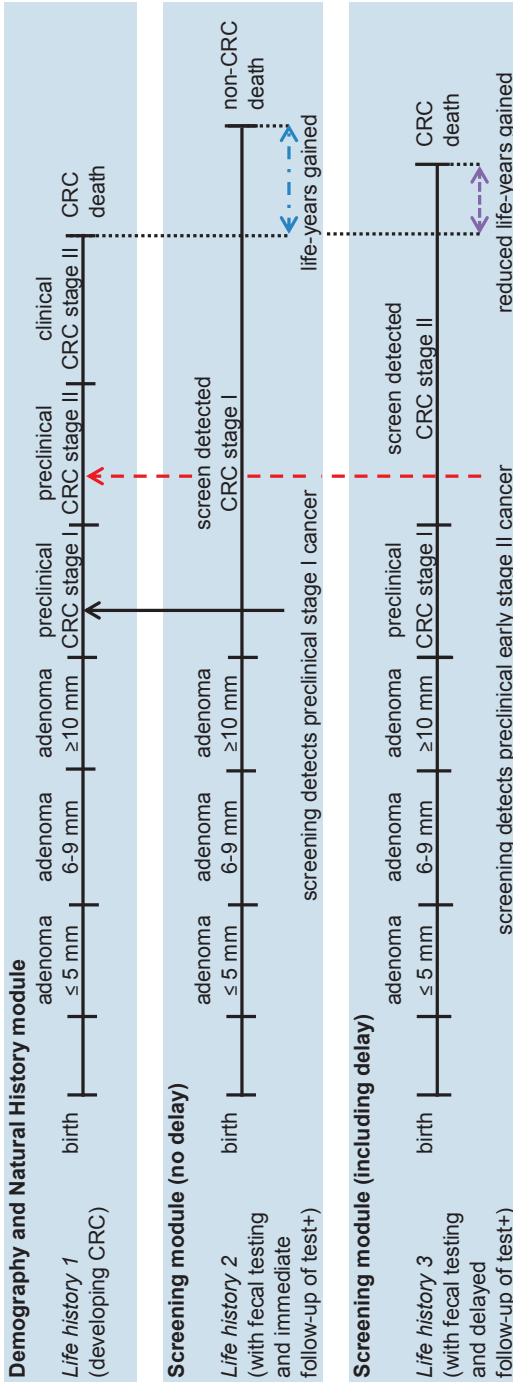 Demography and Natural History module
Life history 1
(developing CRC)
birth
adenoma
≤ 5 mm
adenoma
6-9 mm
adenoma
≥10 mm
preclinical
CRC stage I
preclinical
CRC stage II
clinical
CRC stage II
CRC
death
Screening module (no delay)
Life history 2
(with fecal testing
and immediate
follow-up of test+)
birth
adenoma
≤ 5 mm
adenoma
6-9 mm
adenoma
≥10 mm
screen detected
CRC stage I
non-CRC
death
screening detects preclinical stage I cancer
life-years gained
Screening module (including delay)
Life history 3
(with fecal testing
and delayed
follow-up of test+)
birth
adenoma
≤ 5 mm
adenoma
6-9 mm
adenoma
≥10 mm
preclinical
CRC stage I
screen detected
CRC stage II
CRC
death
screening detects preclinical early stage II cancer
reduced life-years gained